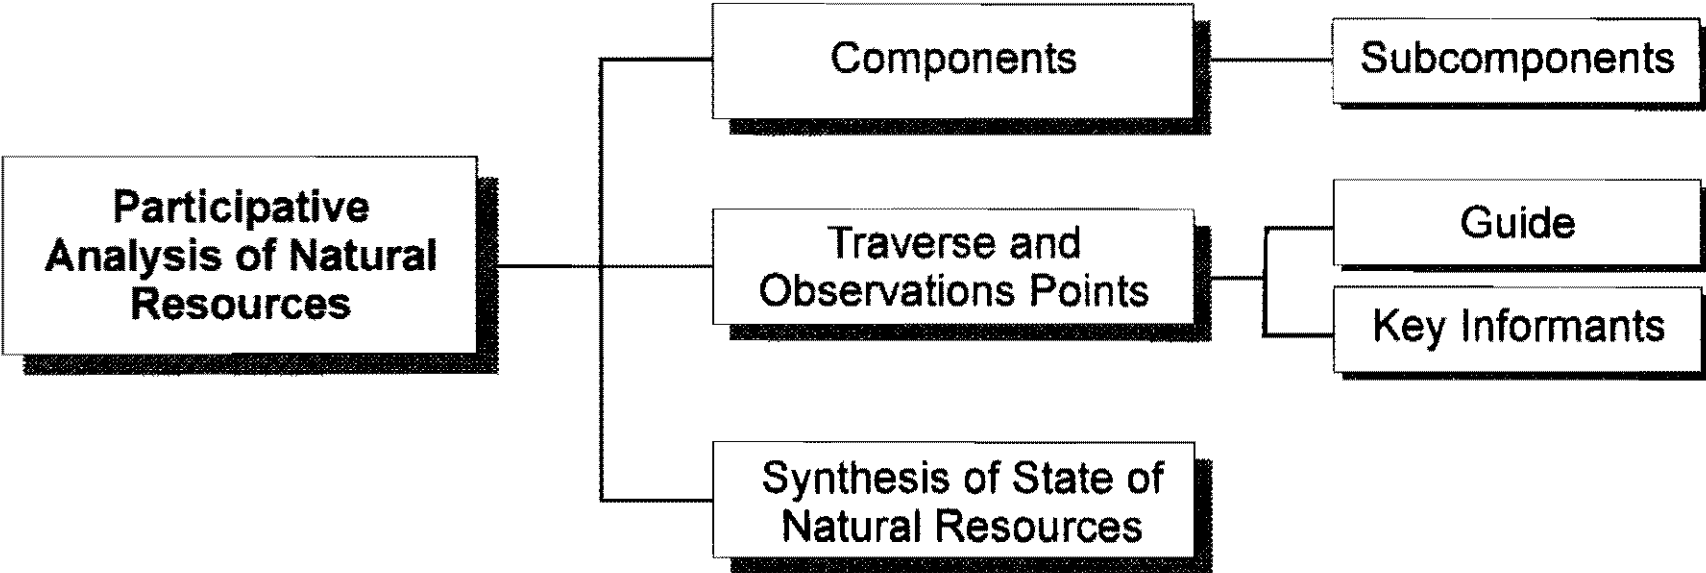 Components
Subcomponents
Participative
Analysis of Natural
Resources
Traverse and
Observations Points
Guide
Key Informants
Synthesis of State of
Natural Resources